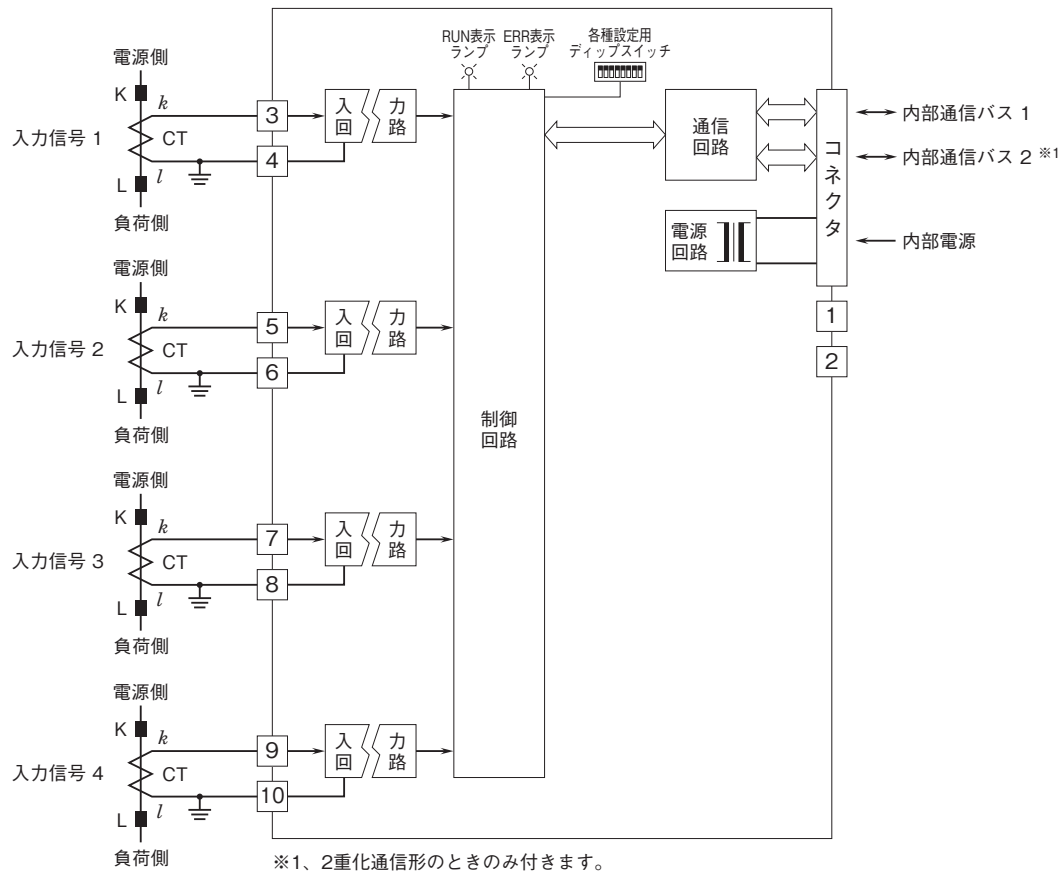 RUN表示
ランプ
ERR表示
ランプ
各種設定用
ディップスイッチ
電源側
K
k
入力信号 1
CT
L
l
負荷側
3
4
入 力
回 路
通信
回路
コネクタ
内部通信バス 1
内部通信バス 2 ※1
電源
回路
内部電源
1
2
電源側
K
k
入力信号 2
CT
L
l
負荷側
5
6
入 力
回 路
制御
回路
電源側
K
k
入力信号 3
CT
L
l
負荷側
7
8
入 力
回 路
電源側
K
k
入力信号 4
CT
L
l
負荷側
9
10
入 力
回 路
※1、2重化通信形のときのみ付きます。